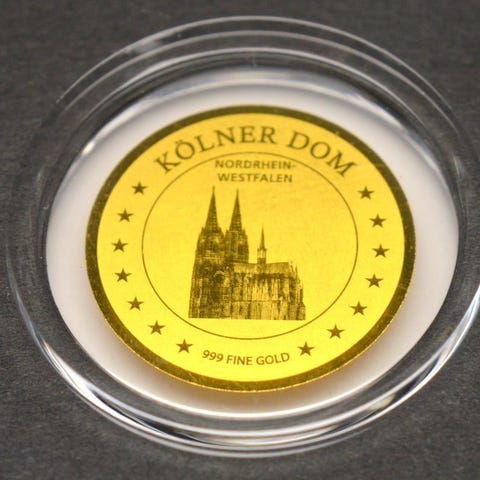 KÖLNER DOM
NORDRHEIN-
WESTFALEN
999 FINE GOLD